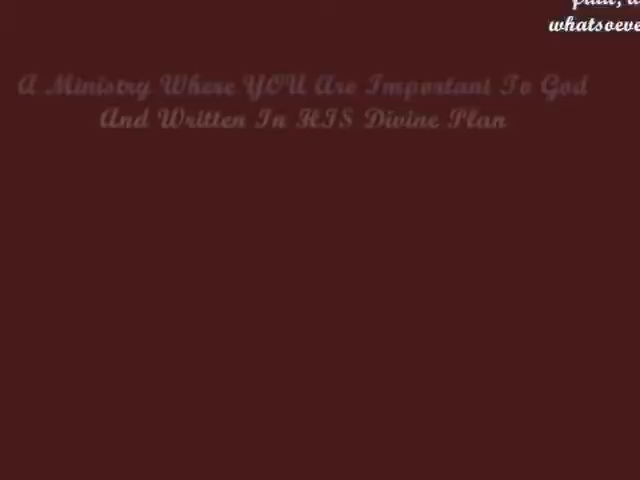 whatsoeve
A Ministry Where YOU Are Important To God
And Written In HIS Divine Plan